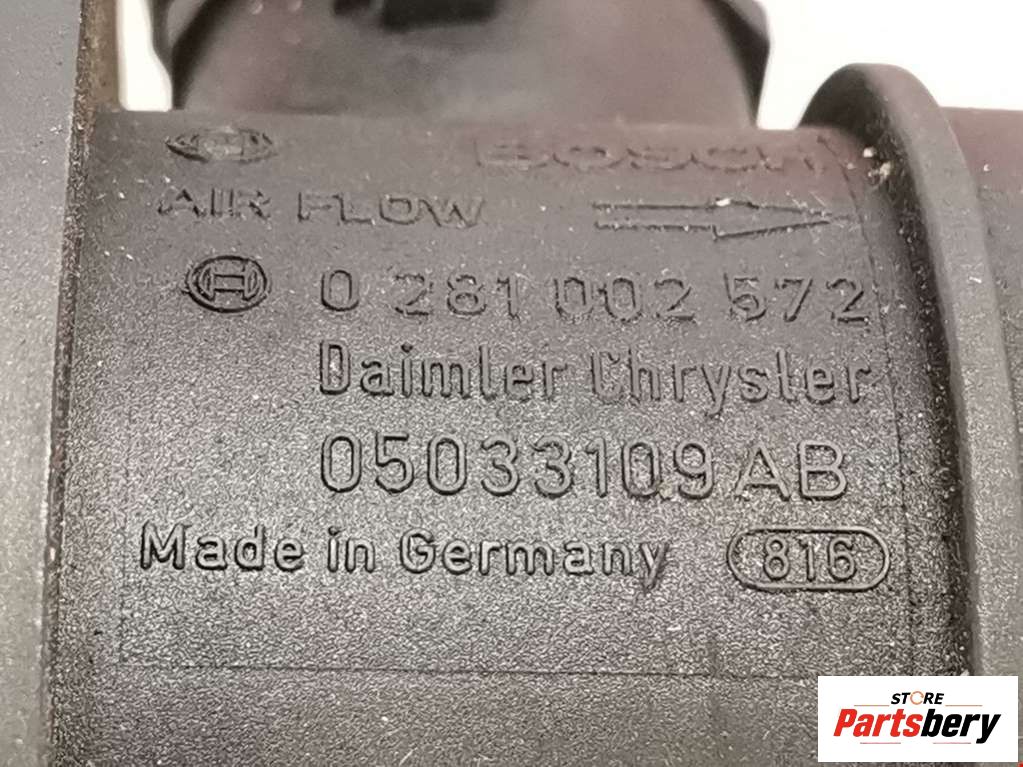 BOSCH
AIR FLOW
0 281 002 572
Daimler Chrysler
05033109AB
Made in Germany 816
STORE
Partsbery